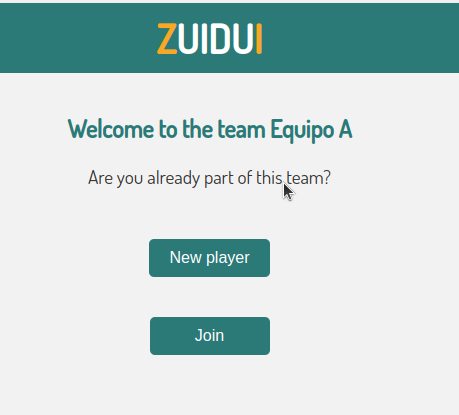 ZUIDUI
Welcome to the team Equipo A
Are you already part of this team?
New player
Join